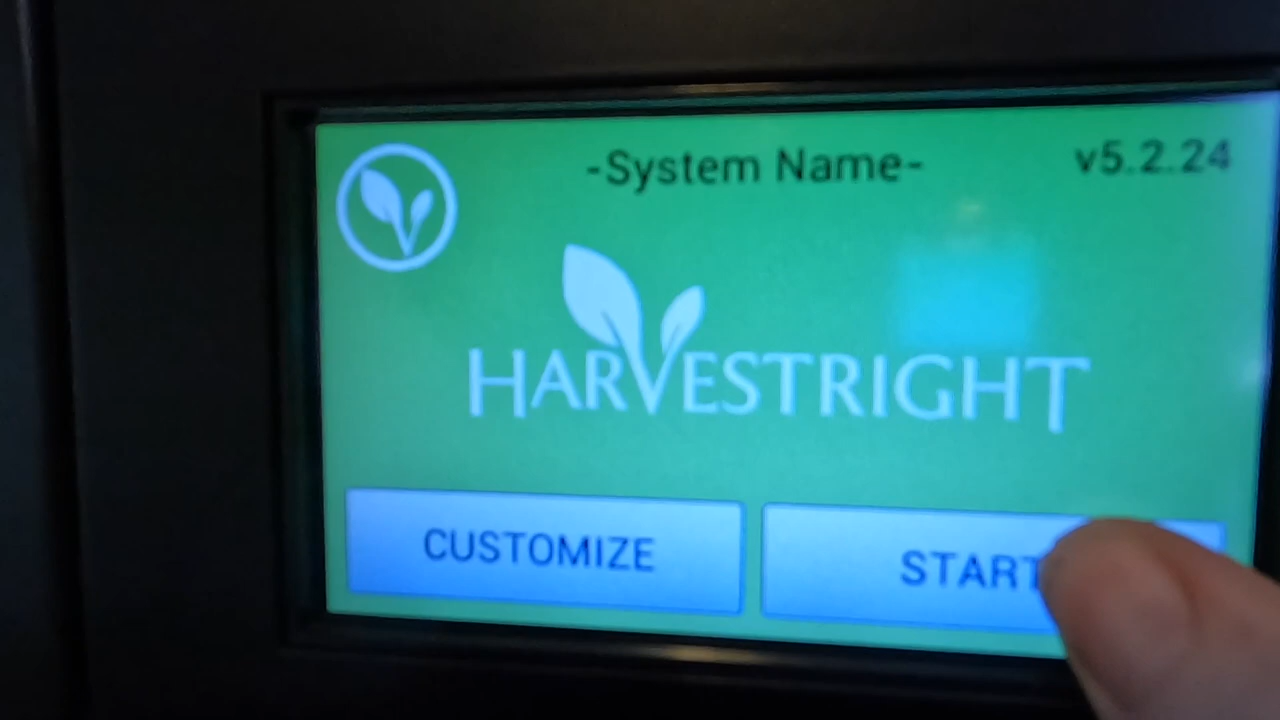 -System Name-
v5.2.24
HARVESTRIGHT
CUSTOMIZE
START